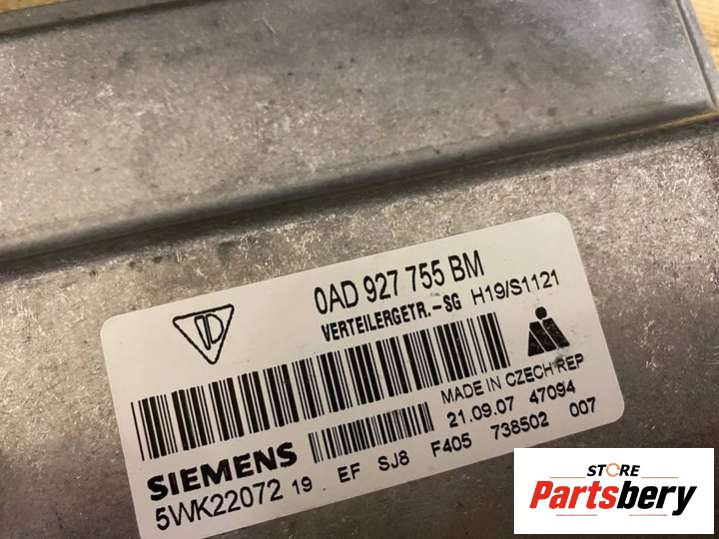 0AD 927 755 BM
VERTEILERGETR.-SG H19/S1121
MADE IN CZECH REP
SIEMENS 21.09.07 47094
5WK22072 19 EF SJ8 F405 738502 007
STORE
Partsbery